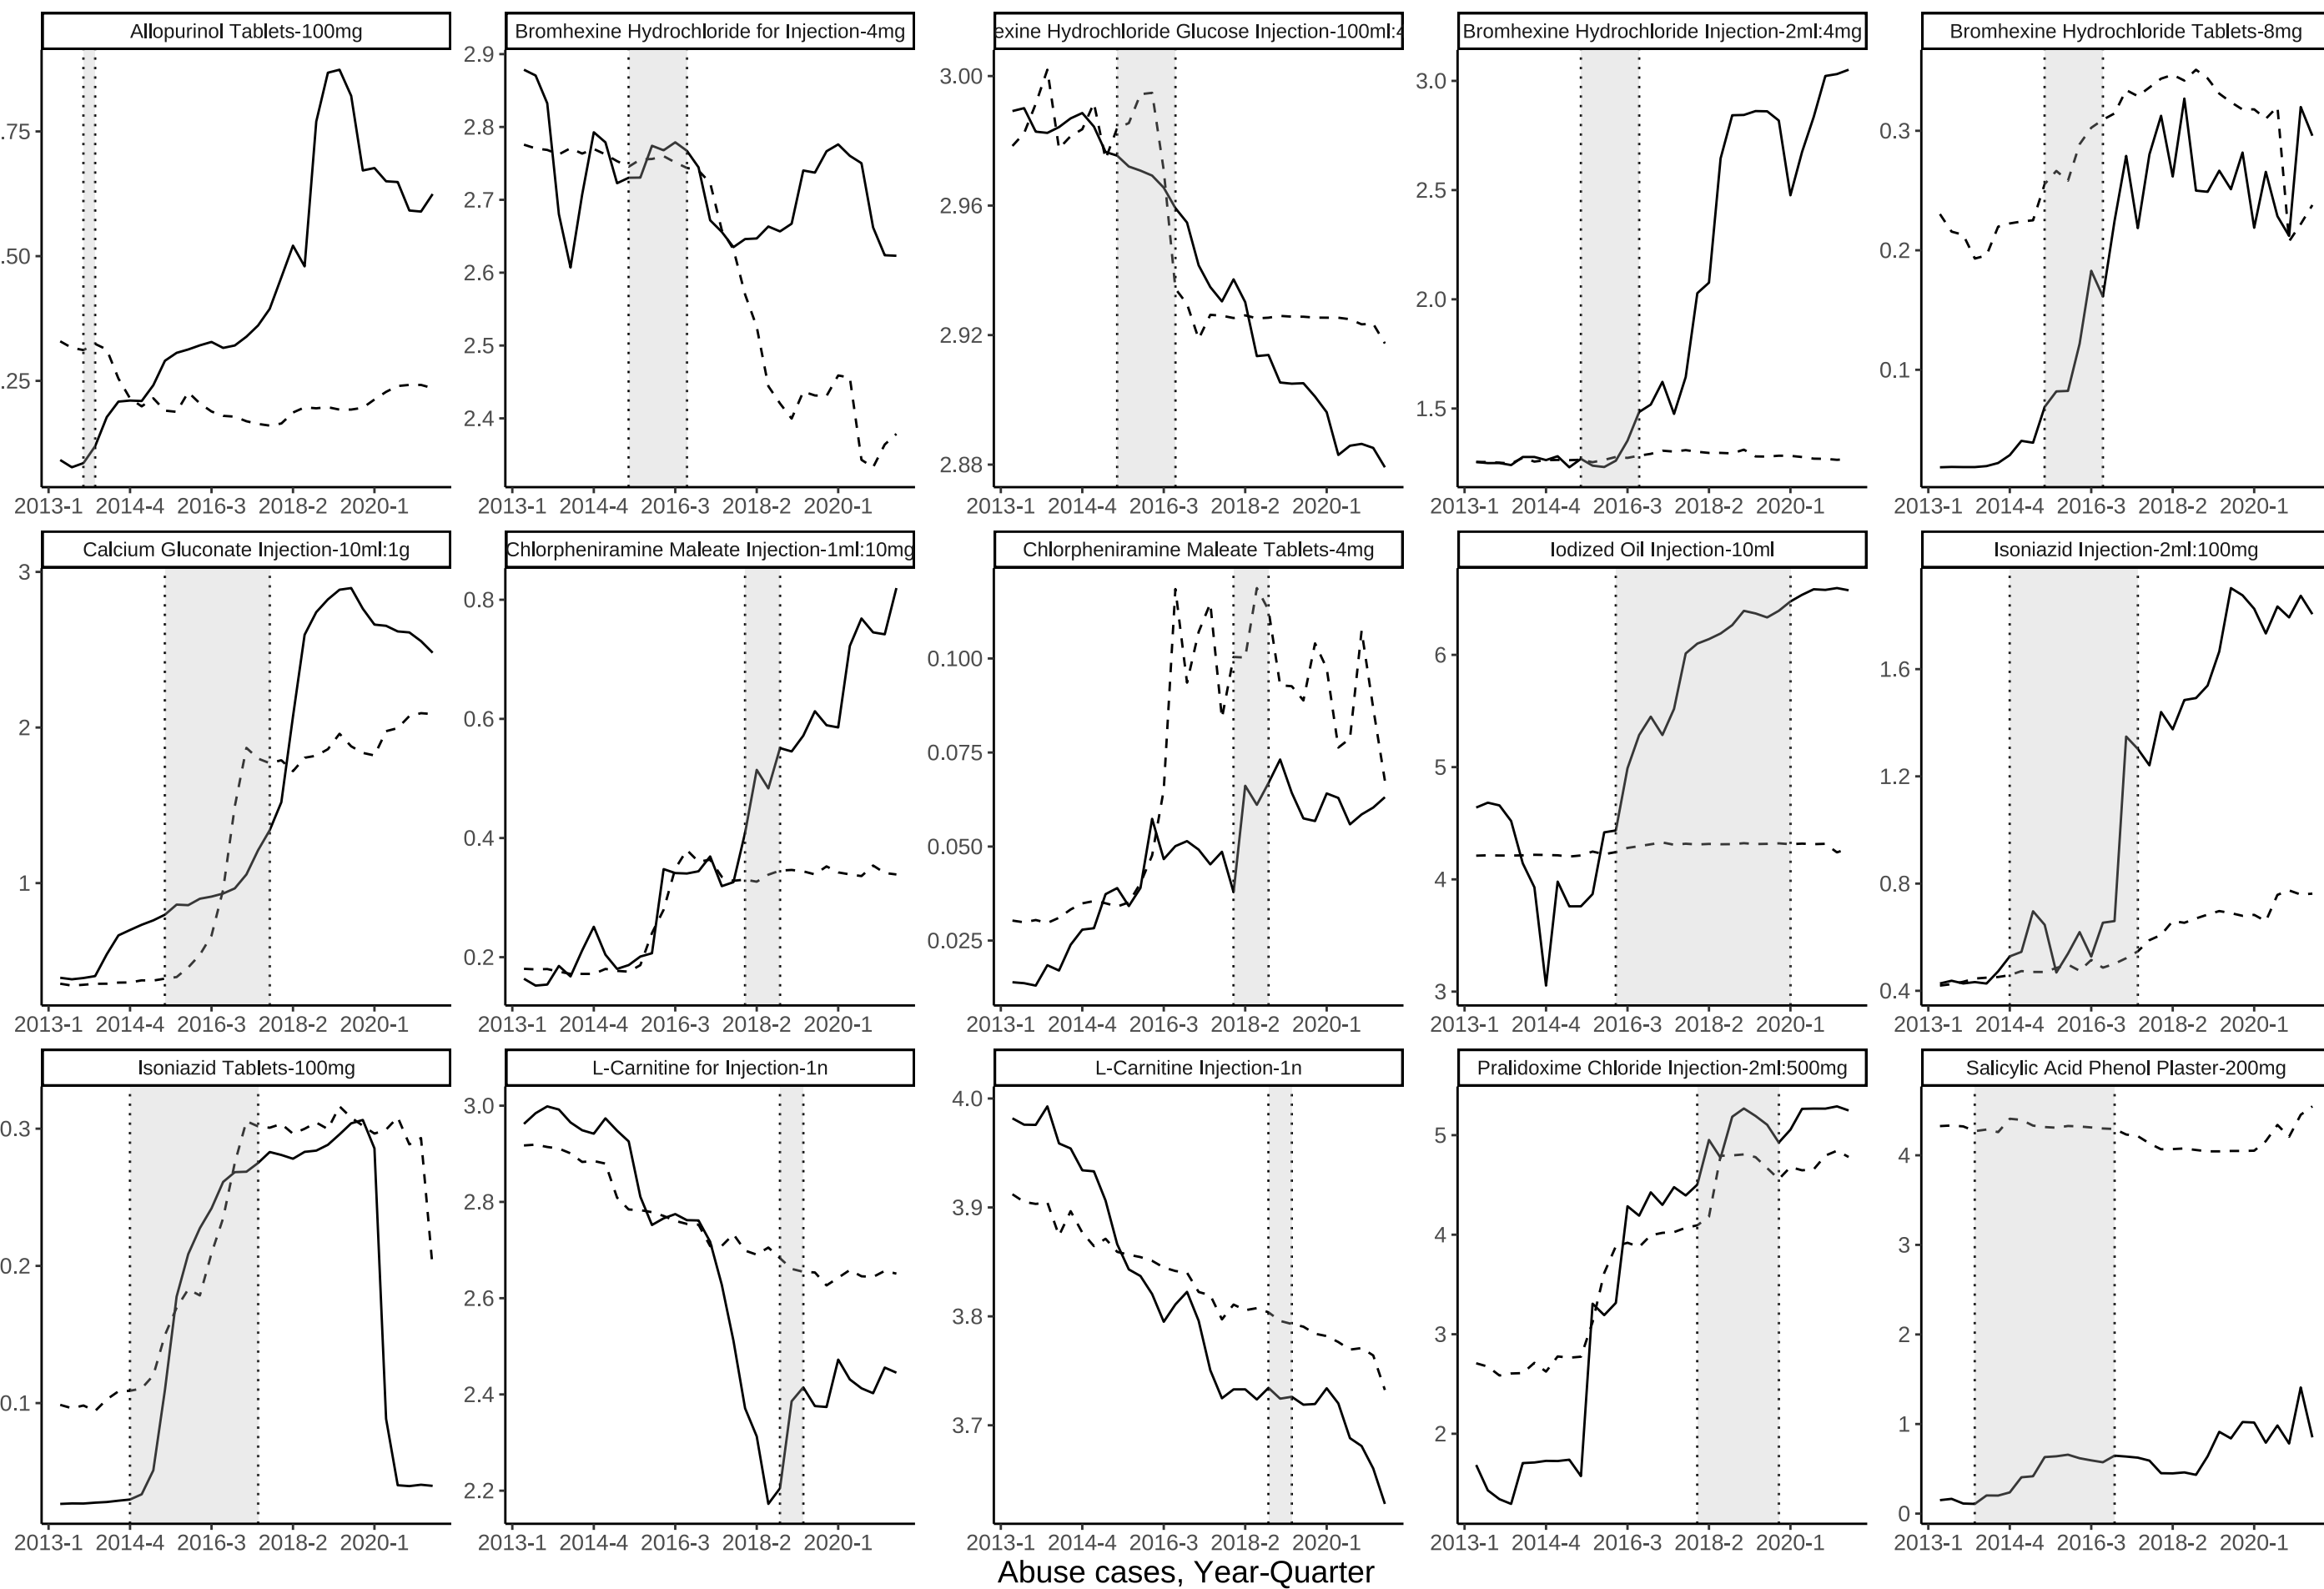 Allopurinol Tablets-100mg
Bromhexine Hydrochloride for Injection-4mg
exine Hydrochloride Glucose Injection-100ml:4
Bromhexine Hydrochloride Injection-2ml:4mg
Bromhexine Hydrochloride Tablets-8mg
.75
.50
.25
2.9
2.8
2.7
2.6
2.5
2.4
3.00
2.96
2.92
2.88
3.0
2.5
2.0
1.5
0.3
0.2
0.1
2013-1 2014-4 2016-3 2018-2 2020-1
2013-1 2014-4 2016-3 2018-2 2020-1
2013-1 2014-4 2016-3 2018-2 2020-1
2013-1 2014-4 2016-3 2018-2 2020-1
2013-1 2014-4 2016-3 2018-2 2020-1
Calcium Gluconate Injection-10ml:1g
Chlorpheniramine Maleate Injection-1ml:10mg
Chlorpheniramine Maleate Tablets-4mg
Iodized Oil Injection-10ml
Isoniazid Injection-2ml:100mg
3
2
1
0.8
0.6
0.4
0.2
0.100
0.075
0.050
0.025
6
5
4
3
1.6
1.2
0.8
0.4
2013-1 2014-4 2016-3 2018-2 2020-1
2013-1 2014-4 2016-3 2018-2 2020-1
2013-1 2014-4 2016-3 2018-2 2020-1
2013-1 2014-4 2016-3 2018-2 2020-1
2013-1 2014-4 2016-3 2018-2 2020-1
Isoniazid Tablets-100mg
L-Carnitine for Injection-1n
L-Carnitine Injection-1n
Pralidoxime Chloride Injection-2ml:500mg
Salicylic Acid Phenol Plaster-200mg
0.3
0.2
0.1
3.0
2.8
2.6
2.4
2.2
4.0
3.9
3.8
3.7
5
4
3
2
4
3
2
1
0
2013-1 2014-4 2016-3 2018-2 2020-1
2013-1 2014-4 2016-3 2018-2 2020-1
2013-1 2014-4 2016-3 2018-2 2020-1
2013-1 2014-4 2016-3 2018-2 2020-1
2013-1 2014-4 2016-3 2018-2 2020-1
Abuse cases, Year-Quarter